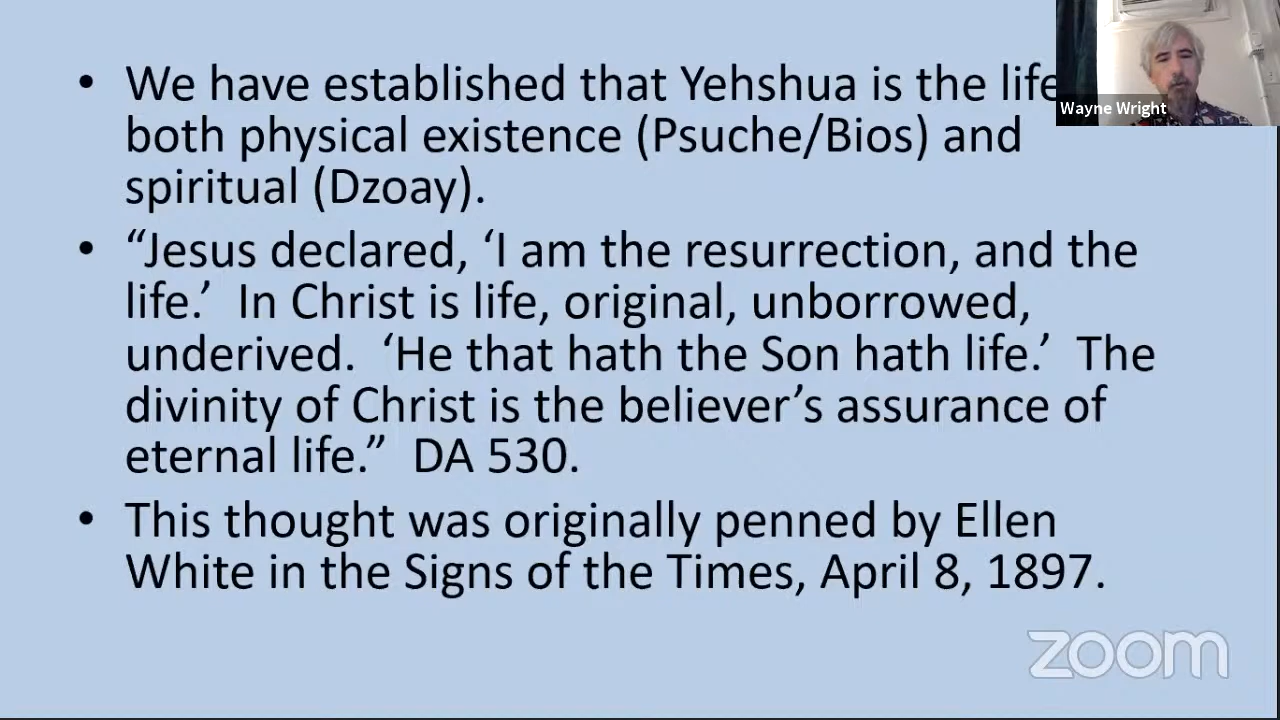 • We have established that Yehshua is the life
both physical existence (Psuche/Bios) and
spiritual (Dzoay).
• “Jesus declared, ‘I am the resurrection, and the
life.’  In Christ is life, original, unborrowed,
underived.  ‘He that hath the Son hath life.’  The
divinity of Christ is the believer’s assurance of
eternal life.”  DA 530.
• This thought was originally penned by Ellen
White in the Signs of the Times, April 8, 1897.
Wayne Wright
zoom